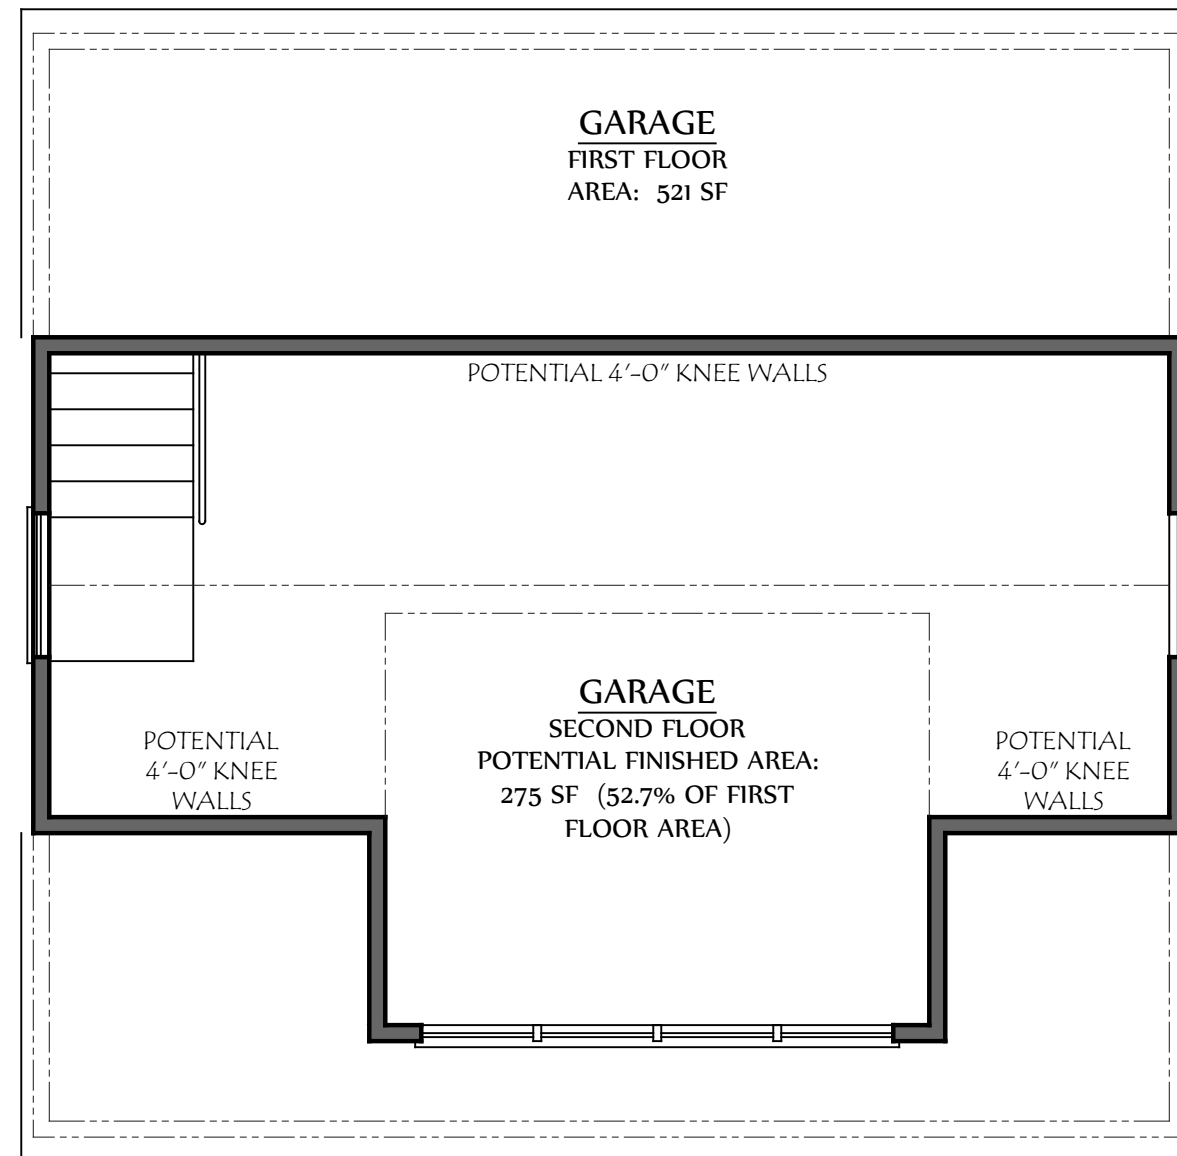 GARAGE
FIRST FLOOR
AREA: 521 SF
POTENTIAL 4'-0" KNEE WALLS
GARAGE
SECOND FLOOR
POTENTIAL FINISHED AREA:
275 SF (52.7% OF FIRST
FLOOR AREA)
POTENTIAL
4'-0" KNEE
WALLS
POTENTIAL
4'-0" KNEE
WALLS